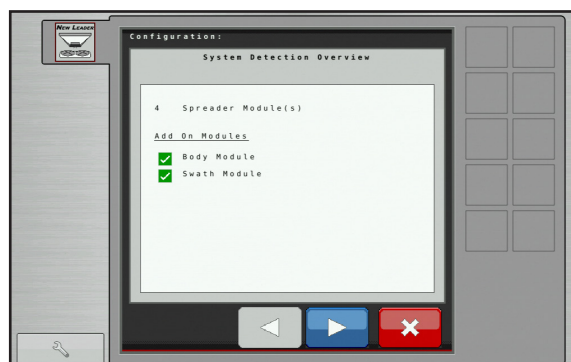 NEW LEADER
Configuration:
System Detection Overview
4 Spreader Module(s)
Add On Modules
Body Module
Swath Module